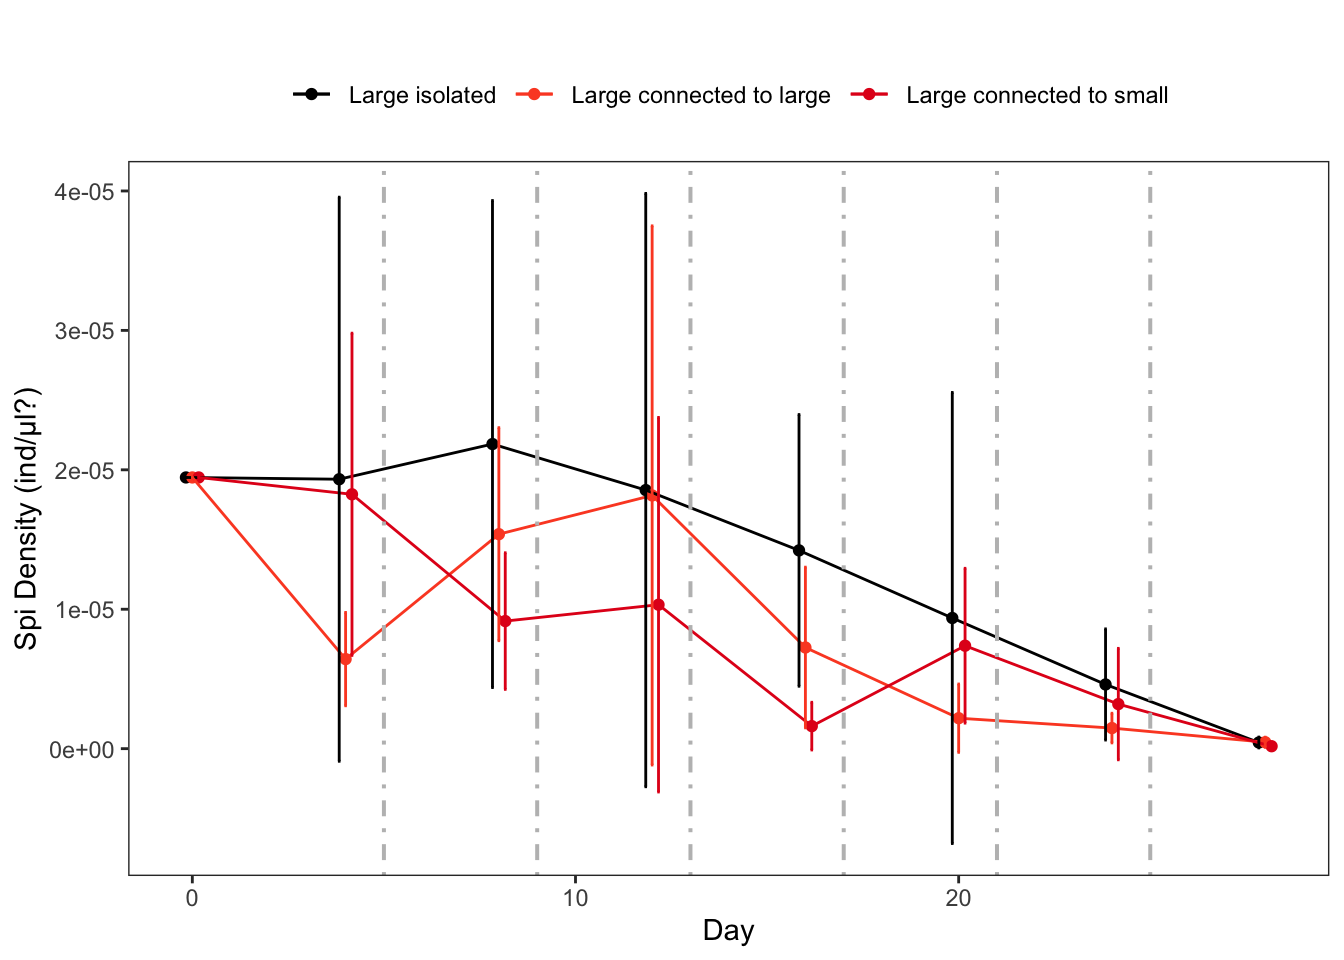 Large isolated Large connected to large Large connected to small
4e-05
3e-05
2e-05
1e-05
0e+00
Spi Density (ind/µl?)
0 10 20
Day